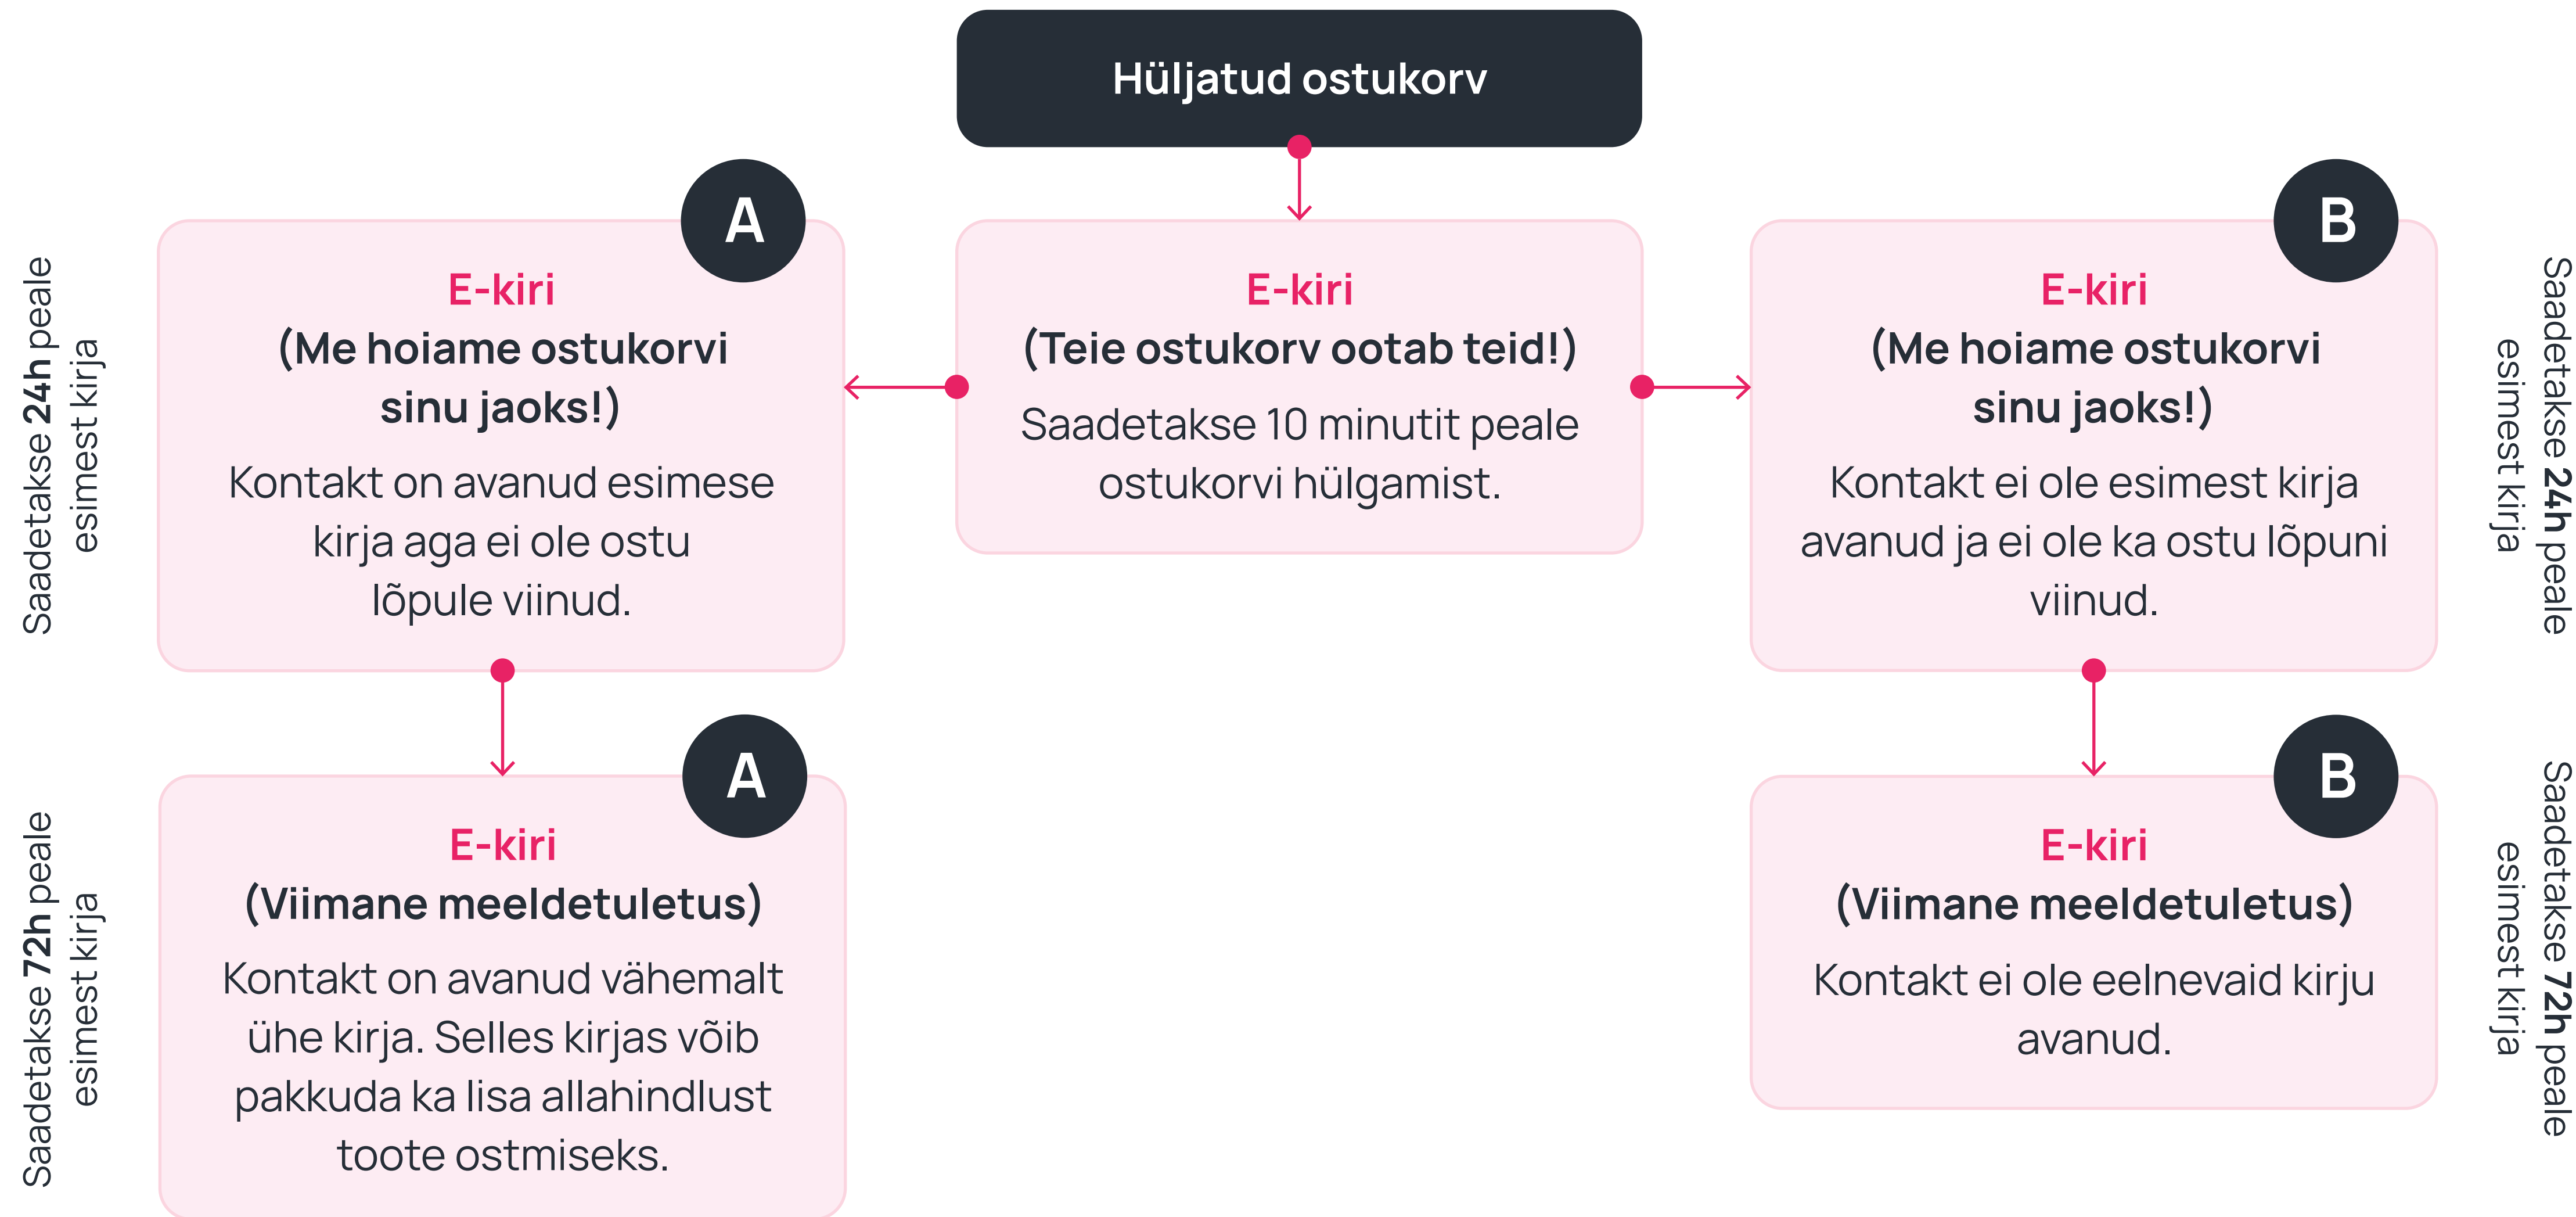 Hüljatud ostukorv
A
E-kiri
(Me hoiame ostukorvi
sinu jaoks!)
Kontakt on avanud esimese
kirja aga ei ole ostu
lõpule viinud.
Saadetakse 24h peale
esimest kirja
E-kiri
(Teie ostukorv ootab teid!)
Saadetakse 10 minutit peale
ostukorvi hülgamist.
B
E-kiri
(Me hoiame ostukorvi
sinu jaoks!)
Kontakt ei ole esimest kirja
avanud ja ei ole ka ostu lõpuni
viinud.
Saadetakse 24h peale
esimest kirja
A
E-kiri
(Viimane meeldetuletus)
Kontakt on avanud vähemalt
ühe kirja. Selles kirjas võib
pakkuda ka lisa allahindlust
toote ostmiseks.
Saadetakse 72h peale
esimest kirja
B
E-kiri
(Viimane meeldetuletus)
Kontakt ei ole eelnevaid kirju
avanud.
Saadetakse 72h peale
esimest kirja